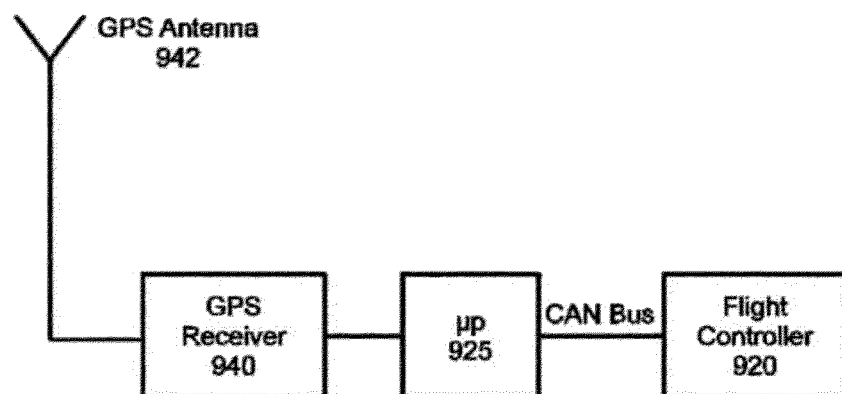 GPS Antenna
942
GPS
Receiver
940
µp
925
CAN Bus
Flight
Controller
920